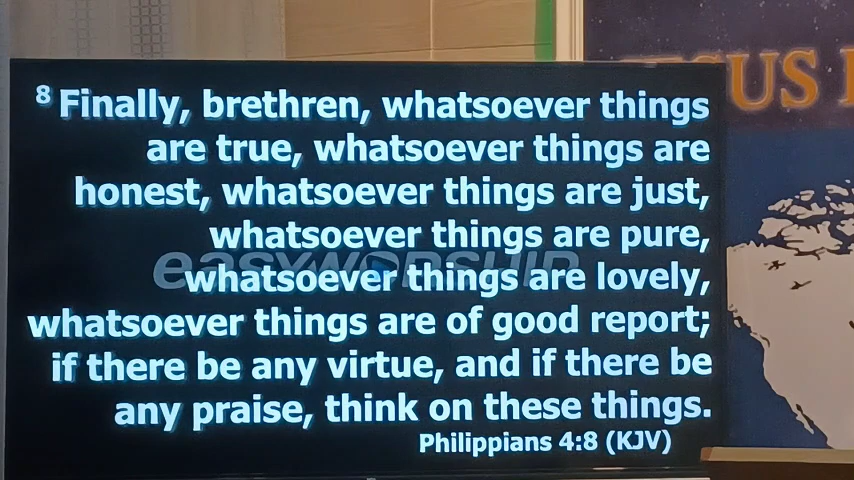 8 Finally, brethren, whatsoever things
are true, whatsoever things are
honest, whatsoever things are just,
whatsoever things are pure,
easyworship
whatsoever things are lovely,
whatsoever things are of good report;
if there be any virtue, and if there be
any praise, think on these things.
Philippians 4:8 (KJV)